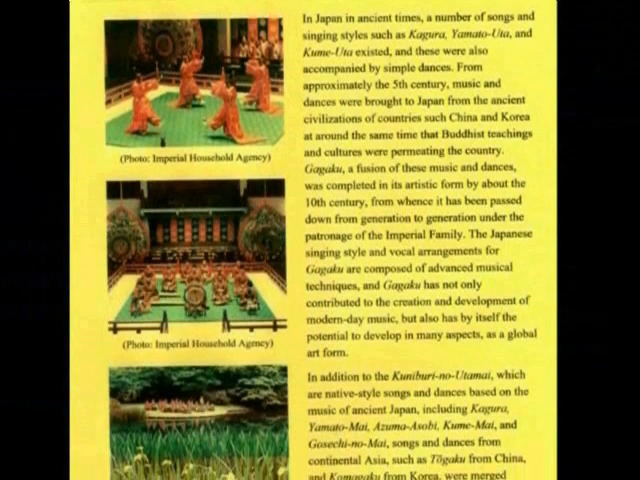 In Japan in ancient times, a number of songs and
singing styles such as Kagura, Yamato-Uta, and
Kume-Uta existed, and these were also
accompanied by simple dances. From
approximately the 5th century, music and
dances were brought to Japan from the ancient
civilizations of countries such China and Korea
at around the same time that Buddhist teachings
and cultures were permeating the country.
Gagaku, a fusion of these music and dances,
was completed in its artistic form by about the
10th century, from whence it has been passed
down from generation to generation under the
patronage of the Imperial Family. The Japanese
singing style and vocal arrangements for
Gagaku are composed of advanced musical
techniques, and Gagaku has not only
contributed to the creation and development of
modern-day music, but also has by itself the
potential to develop in many aspects, as a global
art form.
(Photo: Imperial Household Agency)
(Photo: Imperial Household Agency)
In addition to the Kuniburi-no-Utamai, which
are native-style songs and dances based on the
music of ancient Japan, including Kagura,
Yamato-Mai, Azuma-Asobi, Kume-Mai, and
Gosechi-no-Mai, songs and dances from
continental Asia, such as Tōgaku from China,
and Komagaku from Korea, were merged